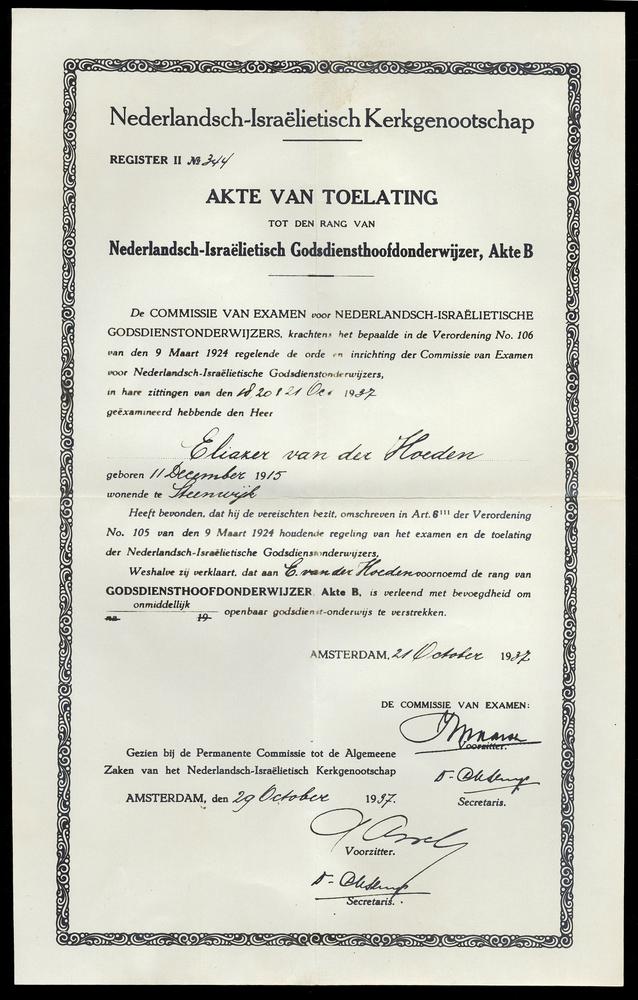 Nederlandsch-Israëlietisch Kerkgenootschap
REGISTER II № 344
AKTE VAN TOELATING
TOT DEN RANG VAN
Nederlandsch-Israëlietisch Godsdiensthoofdonderwijzer, Akte B
De COMMISSIE VAN EXAMEN voor NEDERLANDSCH-ISRAËLIETISCHE
GODSDIENSTONDERWIJZERS, krachtens het bepaalde in de Verordening No. 106
van den 9 Maart 1924 regelende de orde en inrichting der Commissie van Examen
voor Nederlandsch-Israëlietische Godsdienstonderwijzers,
in hare zittingen van den 18, 20 & 21 Oct 1937
geëxamineerd hebbende den Heer
Eliazer van der Hoeden
geboren 11 December 1915
wonende te Steenwijk
Heeft bevonden, dat hij de vereischten bezit, omschreven in Art. 6III der Verordening
No. 105 van den 9 Maart 1924 houdende regeling van het examen en de toelating
der Nederlandsch-Israëlietische Godsdienstonderwijzers,
Weshalve zij verklaart, dat aan E. van der Hoeden voornoemd de rang van
GODSDIENSTHOOFDONDERWIJZER Akte B, is verleend met bevoegdheid om
onmiddellijk
na 19 openbaar godsdienst-onderwijs te verstrekken.
AMSTERDAM, 21 October 1937
DE COMMISSIE VAN EXAMEN:
Voorzitter.
Gezien bij de Permanente Commissie tot de Algemeene
Zaken van het Nederlandsch-Israëlietisch Kerkgenootschap
Secretaris.
AMSTERDAM, den 29 October 1937.
Voorzitter.
Secretaris.